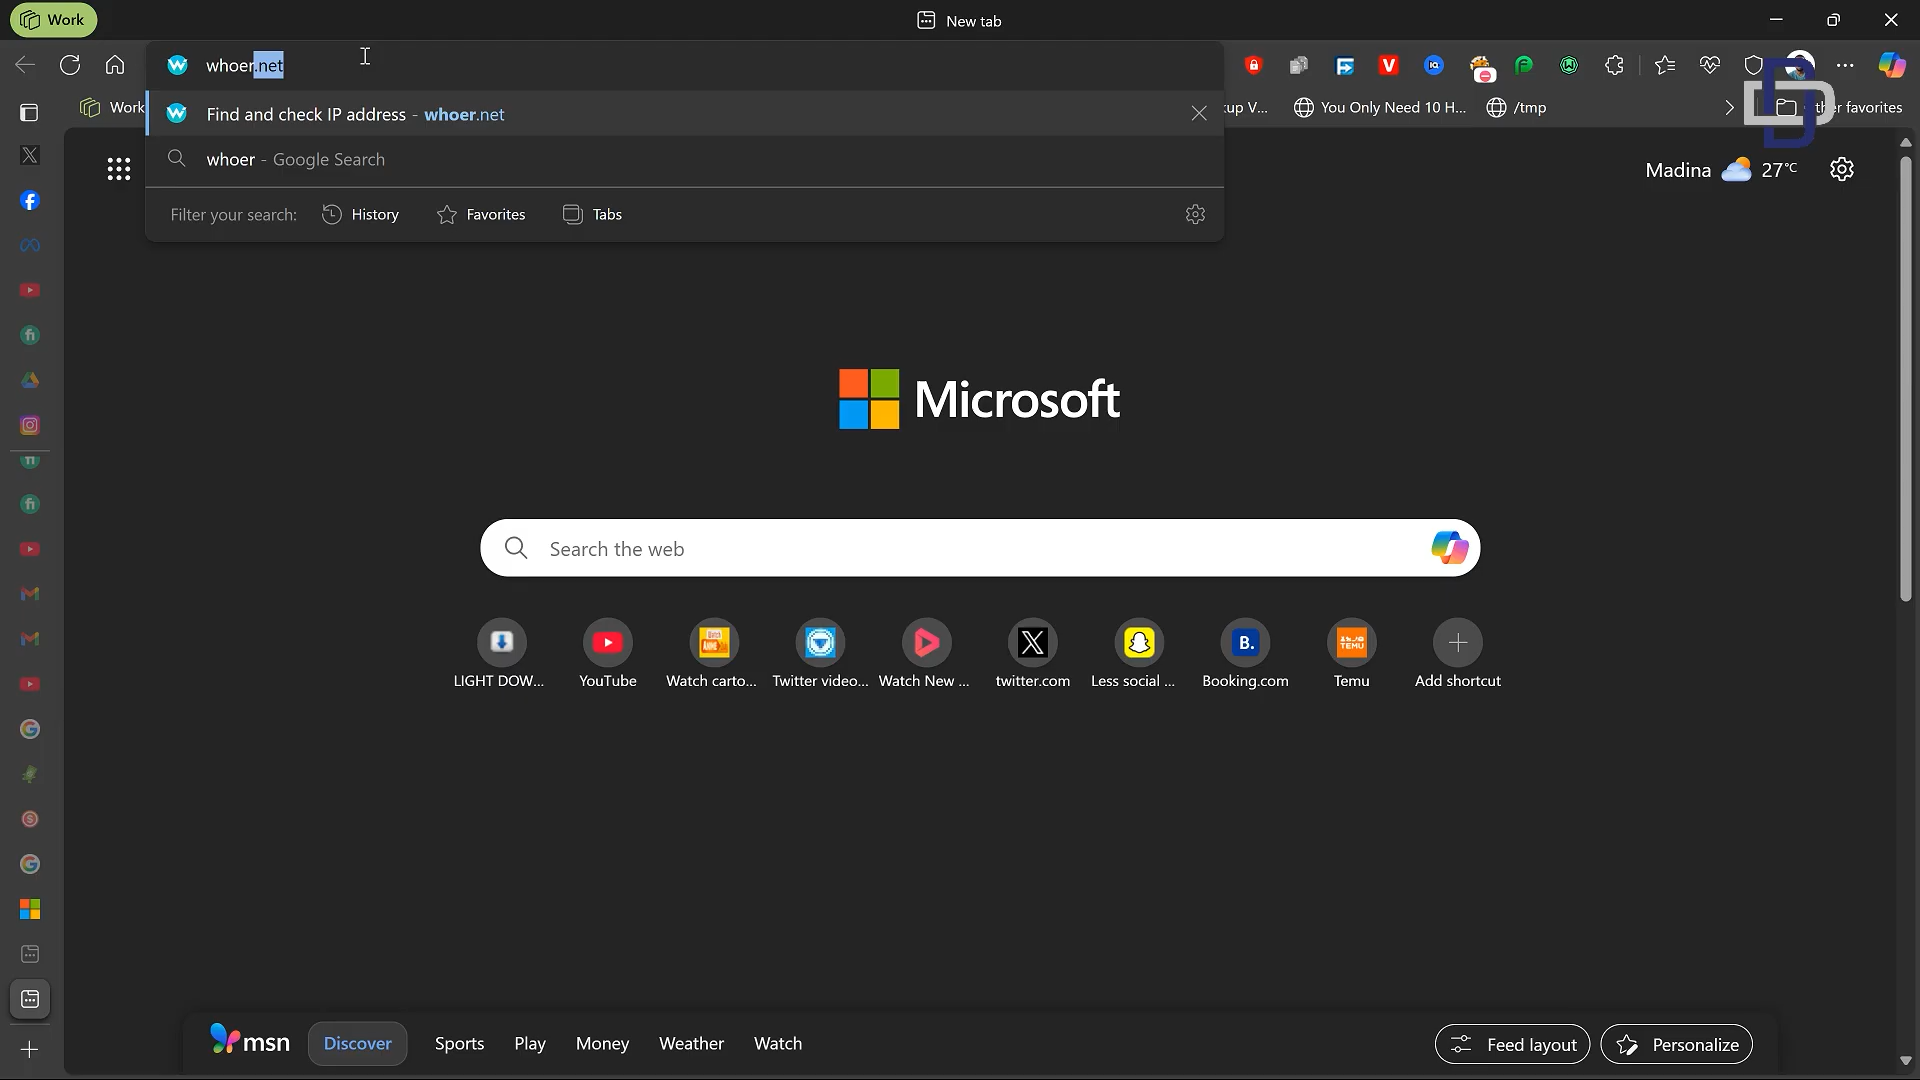 Work
New tab
whoer.net
Work
Find and check IP address - whoer.net
up V...
You Only Need 10 H...
/tmp
her favorites
whoer - Google Search
Madina
27°C
Filter your search:
History
Favorites
Tabs
Microsoft
Search the web
LIGHT DOW...
YouTube
Watch carto...
Twitter video...
Watch New ...
twitter.com
Less social ...
Booking.com
Temu
Add shortcut
msn
Discover
Sports
Play
Money
Weather
Watch
Feed layout
Personalize